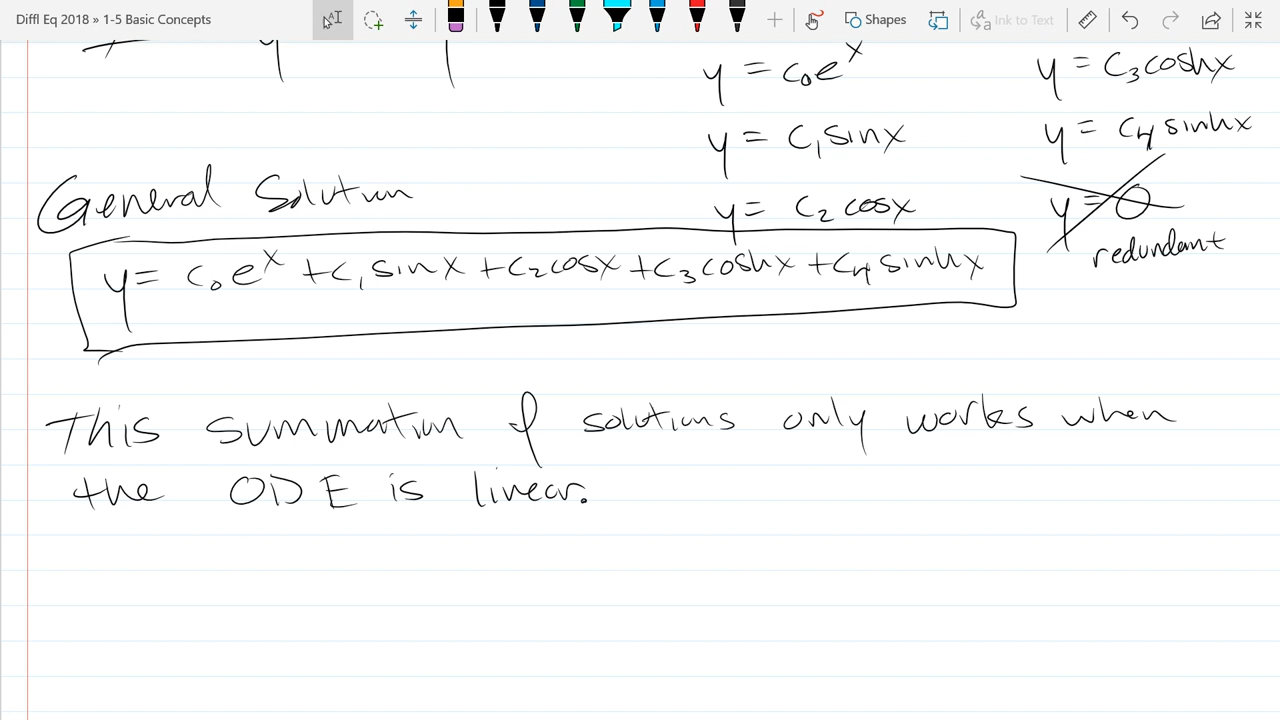 Diffl Eq 2018 » 1-5 Basic Concepts
Shapes
Ink to Text
y = c₀eˣ
y = c₃coshx
y = c₁sinx
y = c₄sinhx
General Solution
y = c₂cosx
y = 0
redundant
y = c₀eˣ + c₁sinx + c₂cosx + c₃coshx + c₄sinhx
This summation of solutions only works when
the ODE is linear.